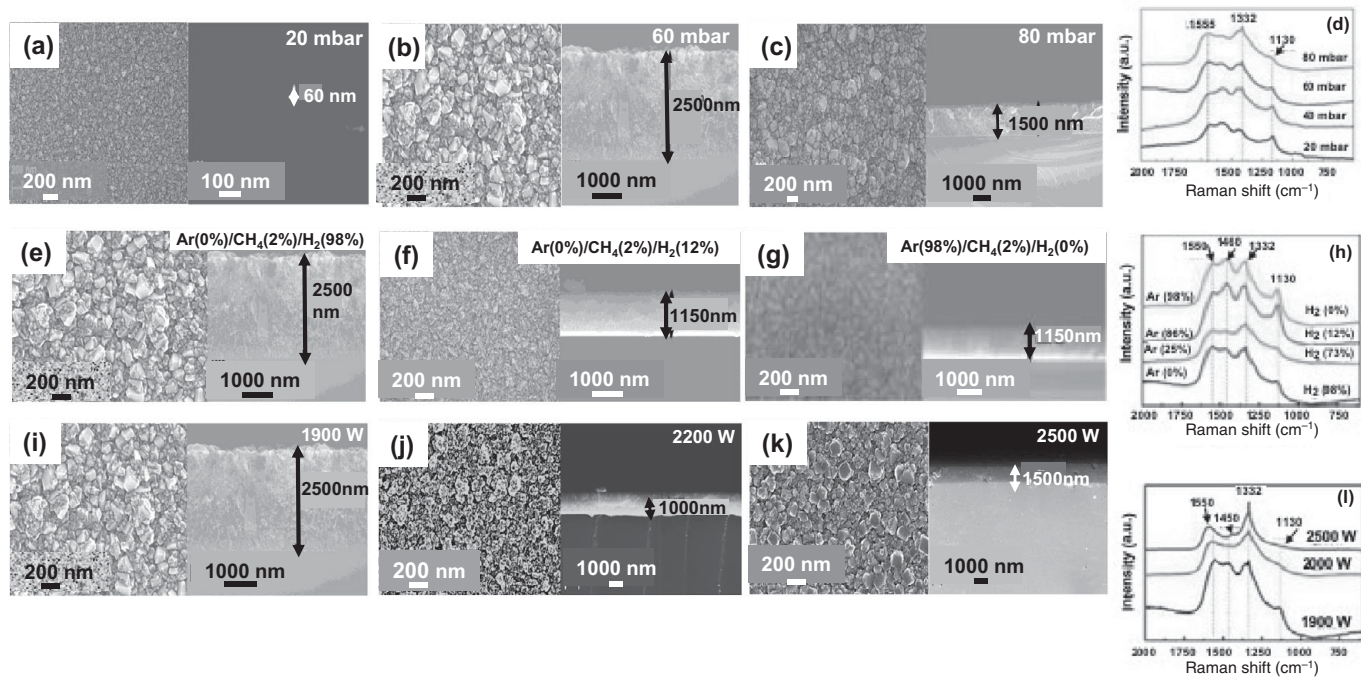 (a)
20 mbar
60 nm
200 nm
100 nm
(b)
60 mbar
2500nm
200 nm
1000 nm
(c)
80 mbar
1500 nm
200 nm
1000 nm
(d)
1332
1130
80 mbar
60 mbar
40 mbar
20 mbar
Intensity (a.u.)
2000 1750 1500 1250 1000 750
Raman shift (cm⁻¹)
(e)
Ar(0%)/CH₄(2%)/H₂(98%)
2500
nm
200 nm
1000 nm
(f)
Ar(0%)/CH₄(2%)/H₂(12%)
1150nm
200 nm
1000 nm
(g)
Ar(98%)/CH₄(2%)/H₂(0%)
1150nm
200 nm
1000 nm
(h)
1550 1460 1332
1130
Ar (98%)
H₂ (0%)
Ar (86%)
H₂ (12%)
Ar (25%)
H₂ (73%)
Ar (0%)
H₂ (98%)
Intensity (a.u.)
2000 1750 1500 1250 1000 750
Raman shift (cm⁻¹)
(i)
1900 W
2500nm
200 nm
1000 nm
(j)
2200 W
1000nm
200 nm
1000 nm
(k)
2500 W
1500nm
200 nm
1000 nm
(l)
1332
1550
1450
1130
2500 W
2000 W
1900 W
Intensity (a.u.)
2000 1750 1500 1250 1000 750
Raman shift (cm⁻¹)